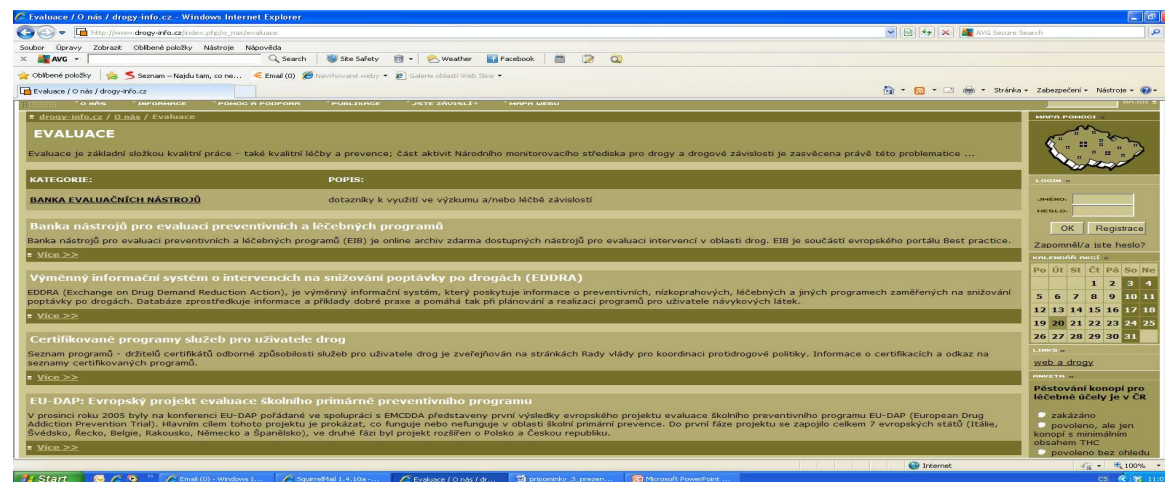 Evaluace / O nás / drogy-info.cz - Windows Internet Explorer
http://www.drogy-info.cz/index.php/o_nas/evaluace
AVG Secure Search
Soubor Úpravy Zobrazit Oblíbené položky Nástroje Nápověda
AVG Search Site Safety Weather Facebook
Oblíbené položky Seznam – Najdu tam, co ne... Email (0) Navrhované weby Galerie oblastí Web Slice
Evaluace / O nás / drogy-info.cz
Stránka Zabezpečení Nástroje
O NÁS INFORMACE POMOC A PODPORA PUBLIKACE JSTE ZÁVISLÍ? MAPA WEBU
drogy-info.cz / O nás / Evaluace
EVALUACE
Evaluace je základní složkou kvalitní práce - také kvalitní léčby a prevence; část aktivit Národního monitorovacího střediska pro drogy a drogové závislosti je zasvěcena právě této problematice ...
KATEGORIE: POPIS:
BANKA EVALUAČNÍCH NÁSTROJŮ dotazníky k využití ve výzkumu a/nebo léčbě závislostí
Banka nástrojů pro evaluaci preventivních a léčebných programů
Banka nástrojů pro evaluaci preventivních a léčebných programů (EIB) je online archiv zdarma dostupných nástrojů pro evaluaci intervencí v oblasti drog. EIB je součástí evropského portálu Best practice.
Více >>
Výměnný informační systém o intervencích na snižování poptávky po drogách (EDDRA)
EDDRA (Exchange on Drug Demand Reduction Action), je výměnný informační systém, který poskytuje informace o preventivních, nízkoprahových, léčebných a jiných programech zaměřených na snižování
poptávky po drogách. Databáze zprostředkuje informace a příklady dobré praxe a pomáhá tak při plánování a realizaci programů pro uživatele návykových látek.
Více >>
Certifikované programy služeb pro uživatele drog
Seznam programů - držitelů certifikátů odborné způsobilosti služeb pro uživatele drog je zveřejňován na stránkách Rady vlády pro koordinaci protidrogové politiky. Informace o certifikacích a odkaz na
seznamy certifikovaných programů.
Více >>
EU-DAP: Evropský projekt evaluace školního primárně preventivního programu
V prosinci roku 2005 byly na konferenci EU-DAP pořádané ve spolupráci s EMCDDA představeny první výsledky evropského projektu evaluace školního preventivního programu EU-DAP (European Drug
Addiction Prevention Trial). Hlavním cílem tohoto projektu je prokázat, co funguje nebo nefunguje v oblasti školní primární prevence. Do první fáze projektu se zapojilo celkem 7 evropských států (Itálie,
Švédsko, Řecko, Belgie, Rakousko, Německo a Španělsko), ve druhé fázi byl projekt rozšířen o Polsko a Českou republiku.
Více >>
MAPA POMOCI
LOGIN
JMÉNO:
HESLO:
OK Registrace
Zapomněl/a jste heslo?
KALENDÁŘ AKCÍ
Po Út St Čt Pá So Ne
1 2 3 4
5 6 7 8 9 10 11
12 13 14 15 16 17 18
19 20 21 22 23 24 25
26 27 28 29 30 31
LINKS
web a drogy
ANKETA
Pěstování konopí pro
léčebné účely je v ČR
zakázáno
povoleno, ale jen
konopí s minimálním
obsahem THC
povoleno bez ohledu
Internet 100%
Start Email (0) - Windows I... SquirrelMail 1.4.10a -... Evaluace / O nás / dr... pripominky_3_prezen... Microsoft PowerPoint ... CS